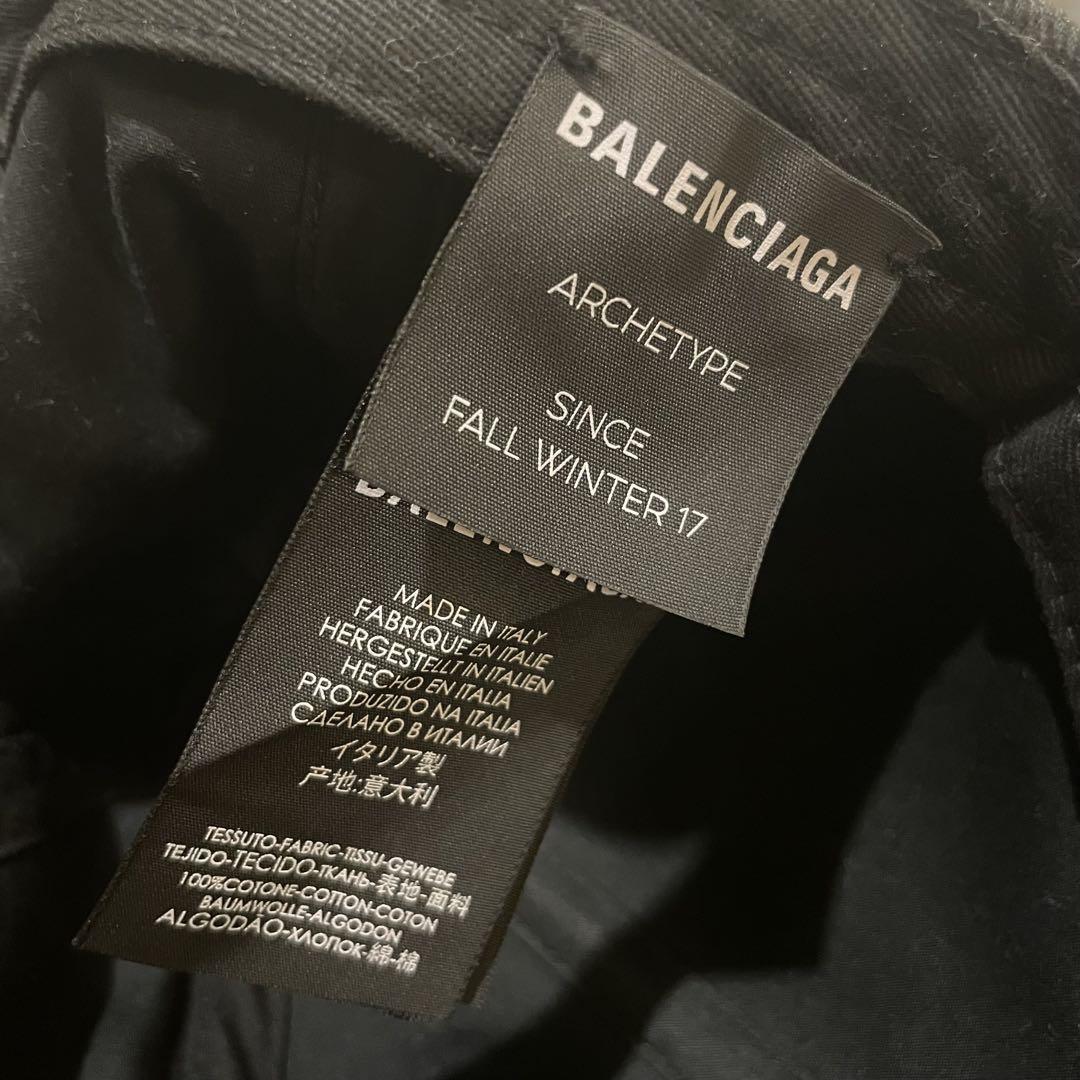 BALENCIAGA
ARCHETYPE
SINCE
FALL WINTER 17
BALENCIAGA
MADE IN ITALY
FABRIQUE EN ITALIE
HERGESTELLT IN ITALIEN
HECHO EN ITALIA
PRODUZIDO NA ITALIA
СДЕЛАНО В ИТАЛИИ
イタリア製
产地:意大利
TESSUTO-FABRIC-TISSU-GEWEBE
TEJIDO-TECIDO-ТКАНЬ-表地-面料
100%COTONE-COTTON-COTON
BAUMWOLLE-ALGODON
ALGODÃO-ХЛОПОК-綿-棉